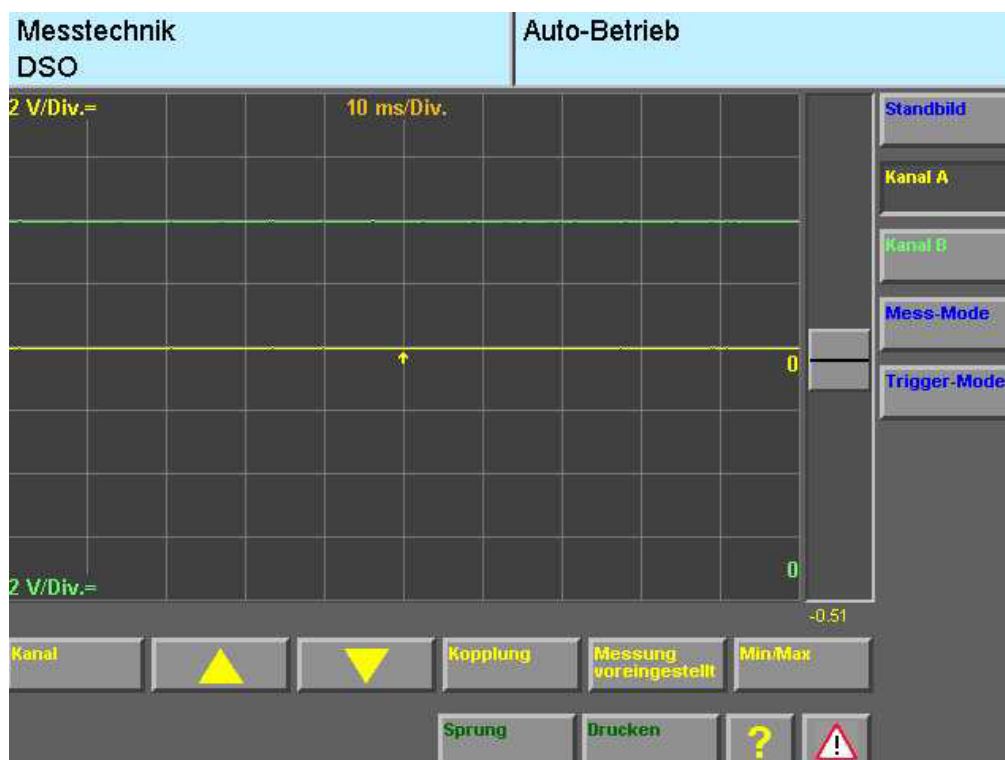 Messtechnik
DSO
Auto-Betrieb
2 V/Div.=
10 ms/Div.
Standbild
Kanal A
Kanal B
Mess-Mode
0
Trigger-Mode
0
2 V/Div.=
-0.51
Kanal
Kopplung
Messung
voreingestellt
Min/Max
Sprung
Drucken
?
!